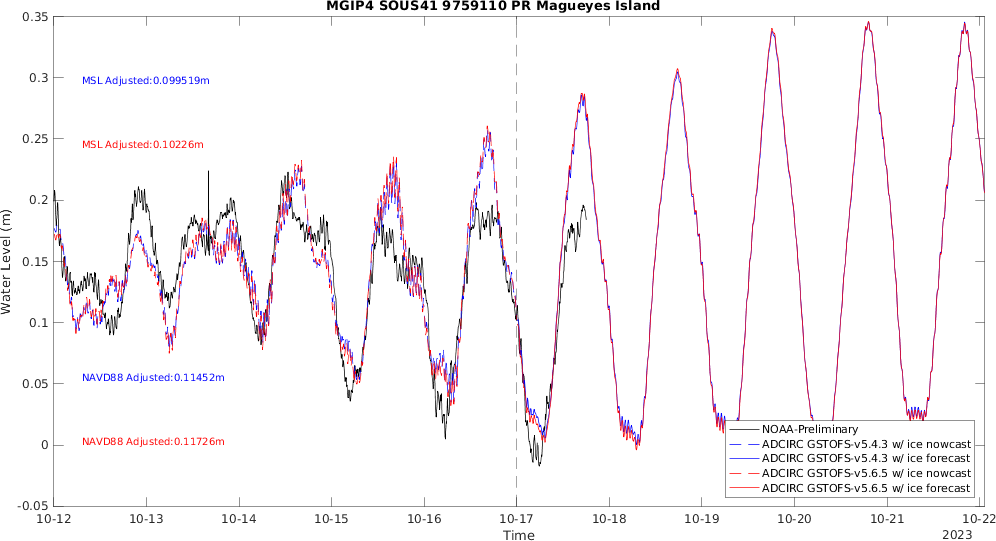 MGIP4 SOUS41 9759110 PR Magueyes Island
0.35
0.3
0.25
0.2
0.15
0.1
0.05
0
-0.05
Water Level (m)
MSL Adjusted:0.099519m
MSL Adjusted:0.10226m
NAVD88 Adjusted:0.11452m
NAVD88 Adjusted:0.11726m
NOAA-Preliminary
ADCIRC GSTOFS-v5.4.3 w/ ice nowcast
ADCIRC GSTOFS-v5.4.3 w/ ice forecast
ADCIRC GSTOFS-v5.6.5 w/ ice nowcast
ADCIRC GSTOFS-v5.6.5 w/ ice forecast
10-12 10-13 10-14 10-15 10-16 10-17 10-18 10-19 10-20 10-21 10-22
Time
2023